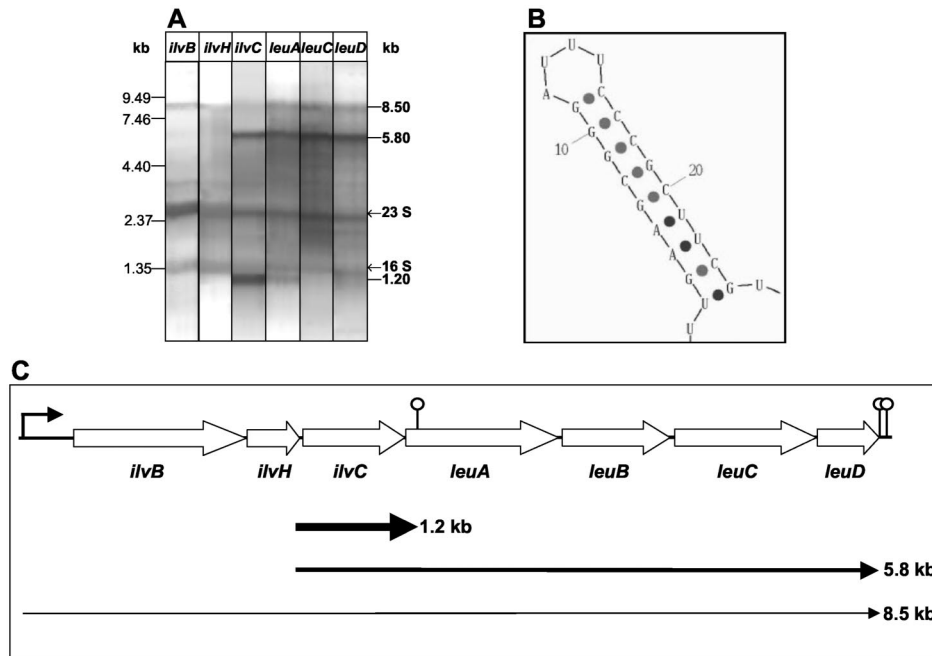 A
kb ilvB ilvH ilvC leuA leuC leuD kb
9.49
7.46
4.40
2.37
1.35
8.50
5.80
23 S
16 S
1.20
B
U U U A G G G G C G A A G U U
C C C G C U U C G U
10
20
C
ilvB ilvH ilvC leuA leuB leuC leuD
1.2 kb
5.8 kb
8.5 kb